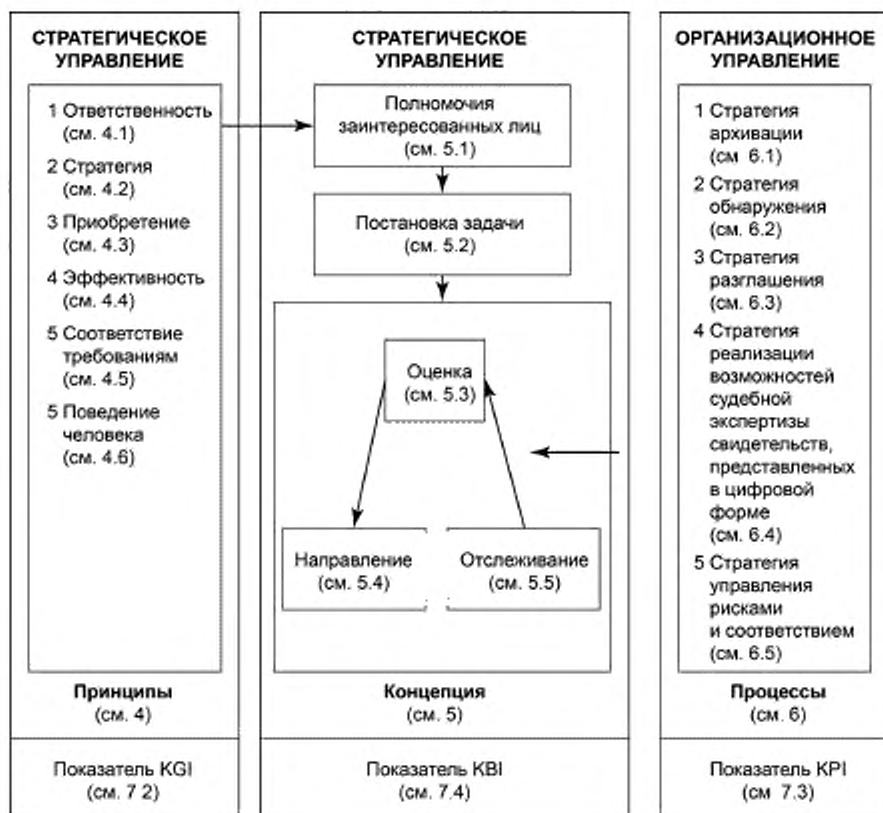 СТРАТЕГИЧЕСКОЕ
УПРАВЛЕНИЕ
1 Ответственность
(см. 4.1)
2 Стратегия
(см. 4.2)
3 Приобретение
(см. 4.3)
4 Эффективность
(см. 4.4)
5 Соответствие
требованиям
(см. 4.5)
5 Поведение
человека
(см. 4.6)
Принципы
(см. 4)
Показатель KGI
(см. 7 2)
СТРАТЕГИЧЕСКОЕ
УПРАВЛЕНИЕ
Полномочия
заинтересованных лиц
(см. 5.1)
Постановка задачи
(см. 5.2)
Оценка
(см. 5.3)
Направление
(см. 5.4)
Отслеживание
(см. 5.5)
Концепция
(см. 5)
Показатель KBI
(см. 7.4)
ОРГАНИЗАЦИОННОЕ
УПРАВЛЕНИЕ
1 Стратегия
архивации
(см 6.1)
2 Стратегия
обнаружения
(см. 6.2)
3 Стратегия
разглашения
(см. 6.3)
4 Стратегия
реализации
возможностей
судебной
экспертизы
свидетельств,
представленных
в цифровой
форме
(см. 6.4)
5 Стратегия
управления
рисками
и соответствием
(см. 6.5)
Процессы
(см. 6)
Показатель KPI
(см 7.3)